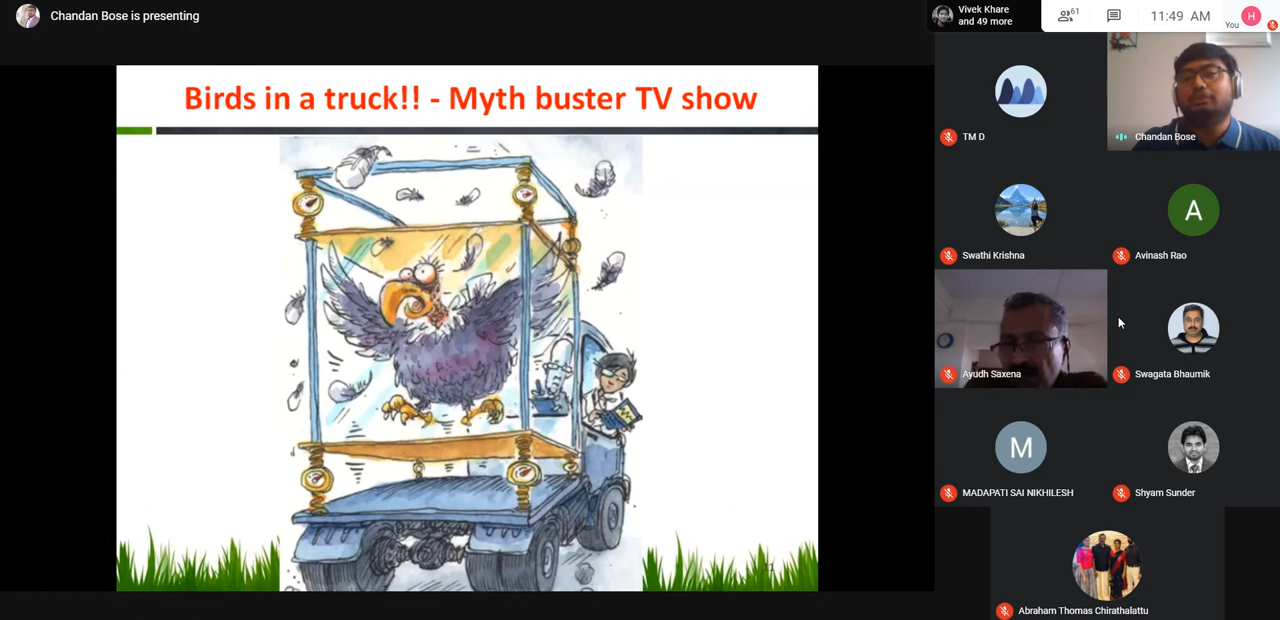 Chandan Bose is presenting
Vivek Khare
and 49 more
61
11:49 AM
You
H
Birds in a truck!! - Myth buster TV show
TM D
Chandan Bose
Swathi Krishna
A
Avinash Rao
Ayudh Saxena
Swagata Bhaumik
M
MADAPATI SAI NIKHILESH
Shyam Sunder
11
Abraham Thomas Chirathalattu